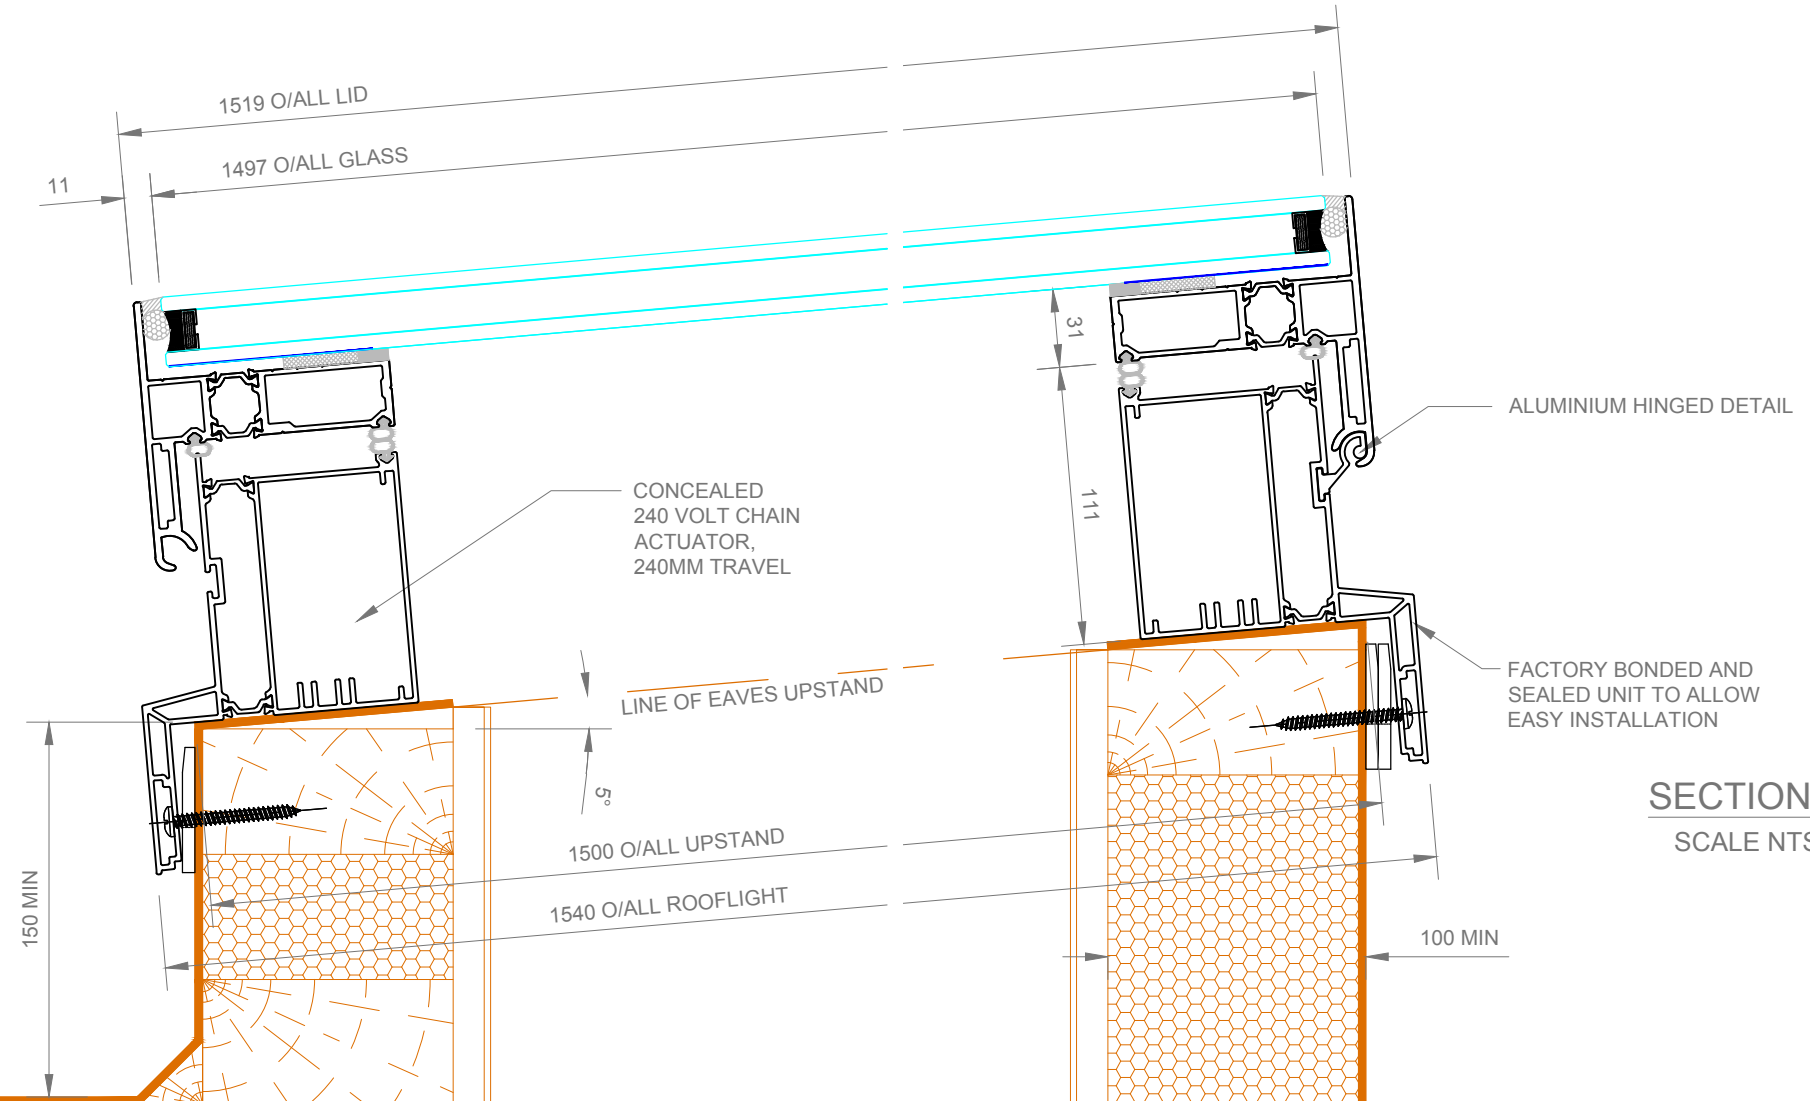 1519 O/ALL LID
1497 O/ALL GLASS
11
31
111
ALUMINIUM HINGED DETAIL
CONCEALED
240 VOLT CHAIN
ACTUATOR,
240MM TRAVEL
LINE OF EAVES UPSTAND
FACTORY BONDED AND
SEALED UNIT TO ALLOW
EASY INSTALLATION
5°
SECTION
SCALE NTS
1500 O/ALL UPSTAND
1540 O/ALL ROOFLIGHT
150 MIN
100 MIN